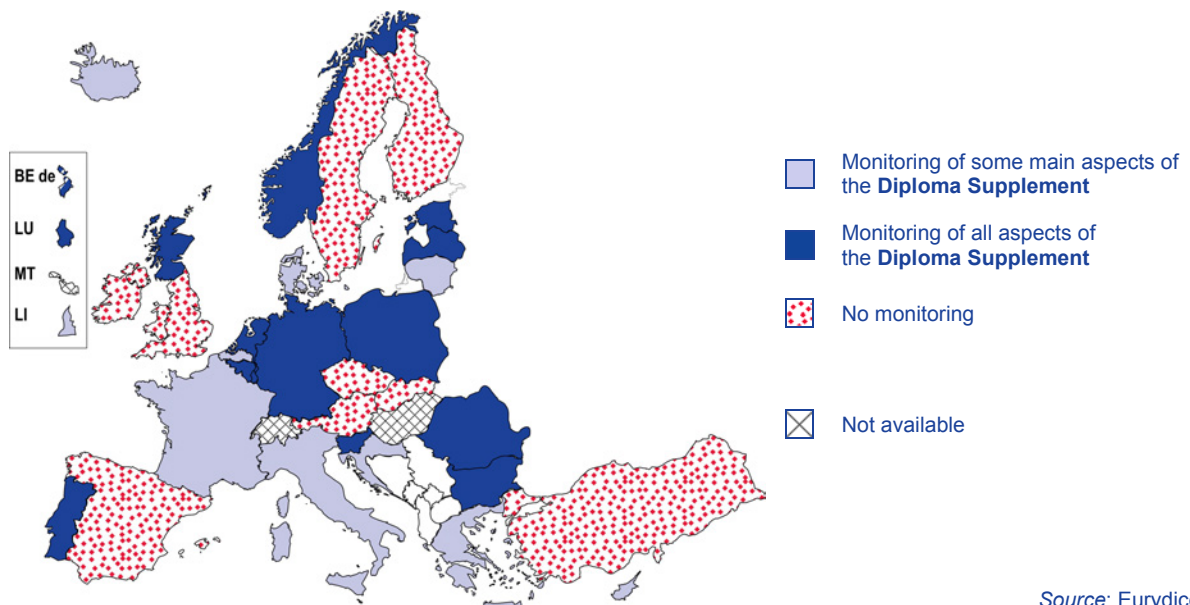 BE de
LU
MT
LI
Monitoring of some main aspects of
the Diploma Supplement
Monitoring of all aspects of
the Diploma Supplement
No monitoring
Not available
Source: Eurydice